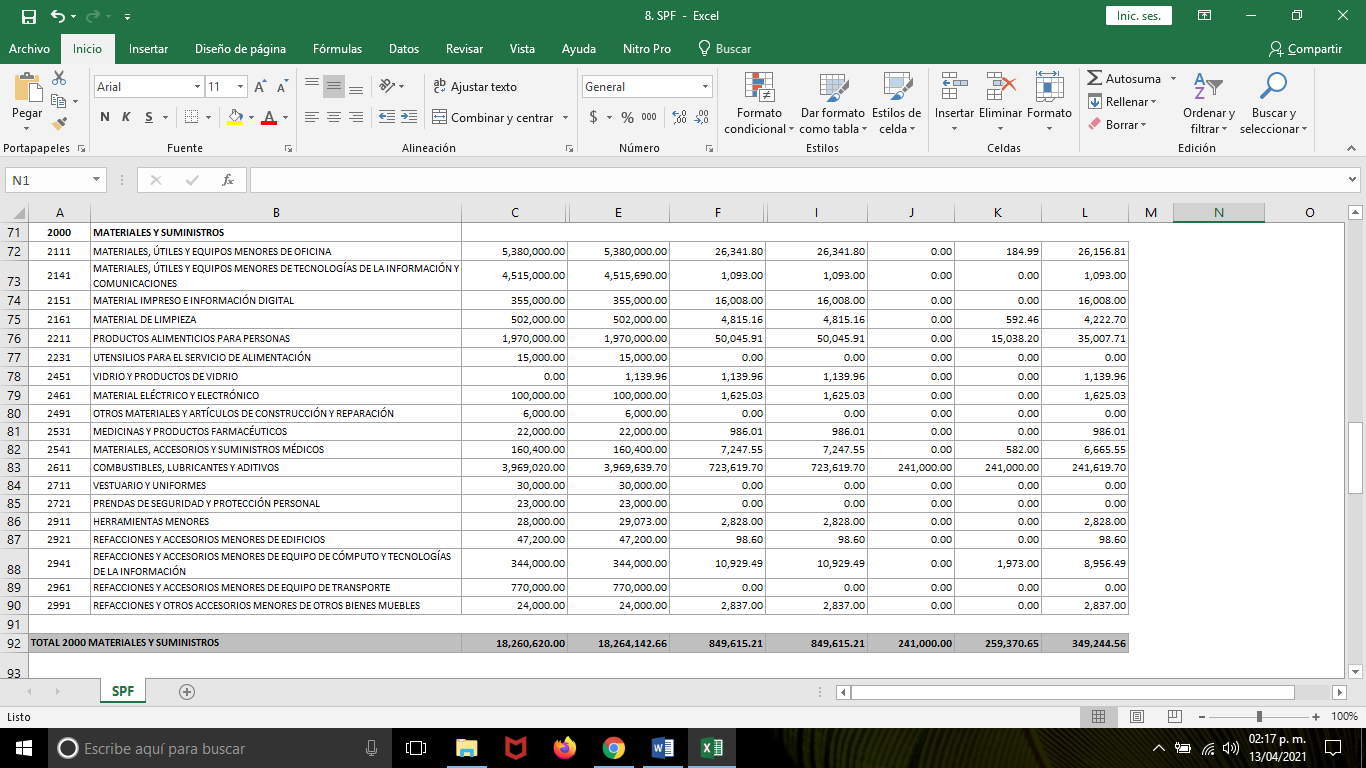 8. SPF - Excel
Inic. ses.
Archivo Inicio Insertar Diseño de página Fórmulas Datos Revisar Vista Ayuda Nitro Pro Buscar Compartir
Pegar
Arial 11 A A
N K S A
ab Ajustar texto
Combinar y centrar
General
$ % 000
Formato condicional
Dar formato como tabla
Estilos de celda
Insertar Eliminar Formato
Autosuma
Rellenar
Borrar
Ordenar y filtrar
Buscar y seleccionar
Portapapeles Fuente Alineación Número Estilos Celdas Edición
N1 fx
A B C E F I J K L M N O
71 2000 MATERIALES Y SUMINISTROS
72 2111 MATERIALES, ÚTILES Y EQUIPOS MENORES DE OFICINA 5,380,000.00 5,380,000.00 26,341.80 26,341.80 0.00 184.99 26,156.81
73 2141 MATERIALES, ÚTILES Y EQUIPOS MENORES DE TECNOLOGÍAS DE LA INFORMACIÓN Y
COMUNICACIONES 4,515,000.00 4,515,690.00 1,093.00 1,093.00 0.00 0.00 1,093.00
74 2151 MATERIAL IMPRESO E INFORMACIÓN DIGITAL 355,000.00 355,000.00 16,008.00 16,008.00 0.00 0.00 16,008.00
75 2161 MATERIAL DE LIMPIEZA 502,000.00 502,000.00 4,815.16 4,815.16 0.00 592.46 4,222.70
76 2211 PRODUCTOS ALIMENTICIOS PARA PERSONAS 1,970,000.00 1,970,000.00 50,045.91 50,045.91 0.00 15,038.20 35,007.71
77 2231 UTENSILIOS PARA EL SERVICIO DE ALIMENTACIÓN 15,000.00 15,000.00 0.00 0.00 0.00 0.00 0.00
78 2451 VIDRIO Y PRODUCTOS DE VIDRIO 0.00 1,139.96 1,139.96 1,139.96 0.00 0.00 1,139.96
79 2461 MATERIAL ELÉCTRICO Y ELECTRÓNICO 100,000.00 100,000.00 1,625.03 1,625.03 0.00 0.00 1,625.03
80 2491 OTROS MATERIALES Y ARTÍCULOS DE CONSTRUCCIÓN Y REPARACIÓN 6,000.00 6,000.00 0.00 0.00 0.00 0.00 0.00
81 2531 MEDICINAS Y PRODUCTOS FARMACÉUTICOS 22,000.00 22,000.00 986.01 986.01 0.00 0.00 986.01
82 2541 MATERIALES, ACCESORIOS Y SUMINISTROS MÉDICOS 160,400.00 160,400.00 7,247.55 7,247.55 0.00 582.00 6,665.55
83 2611 COMBUSTIBLES, LUBRICANTES Y ADITIVOS 3,969,020.00 3,969,639.70 723,619.70 723,619.70 241,000.00 241,000.00 241,619.70
84 2711 VESTUARIO Y UNIFORMES 30,000.00 30,000.00 0.00 0.00 0.00 0.00 0.00
85 2721 PRENDAS DE SEGURIDAD Y PROTECCIÓN PERSONAL 23,000.00 23,000.00 0.00 0.00 0.00 0.00 0.00
86 2911 HERRAMIENTAS MENORES 28,000.00 29,073.00 2,828.00 2,828.00 0.00 0.00 2,828.00
87 2921 REFACCIONES Y ACCESORIOS MENORES DE EDIFICIOS 47,200.00 47,200.00 98.60 98.60 0.00 0.00 98.60
88 2941 REFACCIONES Y ACCESORIOS MENORES DE EQUIPO DE CÓMPUTO Y TECNOLOGÍAS
DE LA INFORMACIÓN 344,000.00 344,000.00 10,929.49 10,929.49 0.00 1,973.00 8,956.49
89 2961 REFACCIONES Y ACCESORIOS MENORES DE EQUIPO DE TRANSPORTE 770,000.00 770,000.00 0.00 0.00 0.00 0.00 0.00
90 2991 REFACCIONES Y OTROS ACCESORIOS MENORES DE OTROS BIENES MUEBLES 24,000.00 24,000.00 2,837.00 2,837.00 0.00 0.00 2,837.00
91
92 TOTAL 2000 MATERIALES Y SUMINISTROS 18,260,620.00 18,264,142.66 849,615.21 849,615.21 241,000.00 259,370.65 349,244.56
93
SPF
Listo 100%
Escribe aquí para buscar
02:17 p. m.
13/04/2021